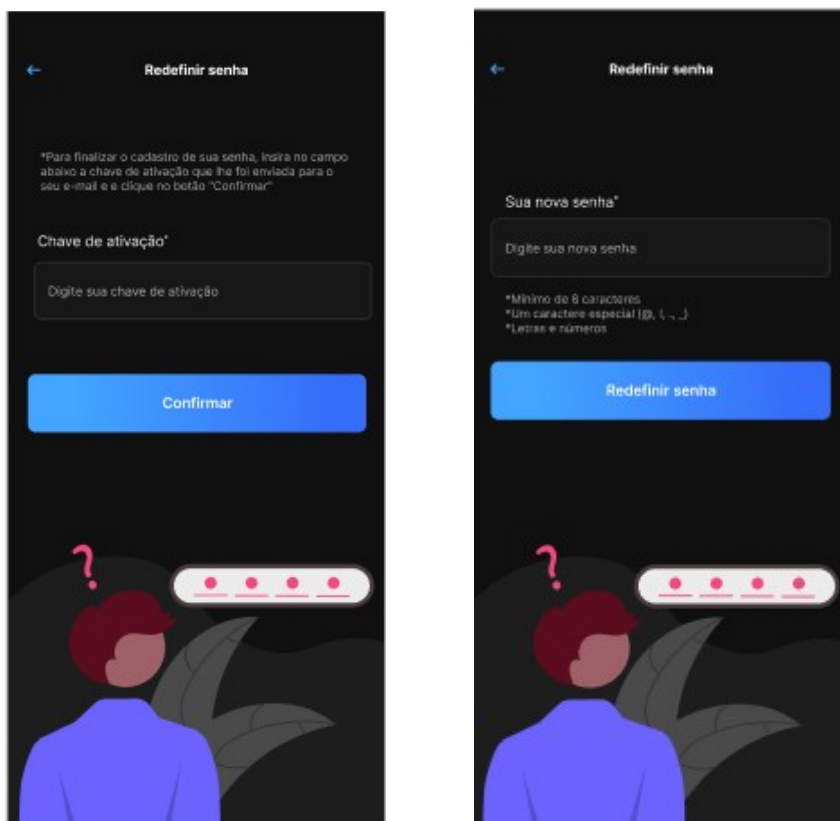 Redefinir senha
*Para finalizar o cadastro de sua senha, insira no campo
abaixo a chave de ativação que lhe foi enviada para o
seu e-mail e e clique no botão "Confirmar"
Chave de ativação*
Digite sua chave de ativação
Confirmar
Redefinir senha
Sua nova senha*
Digite sua nova senha
*Mínimo de 8 caracteres
*Um caractere especial (@, !, ., _)
*Letras e números
Redefinir senha